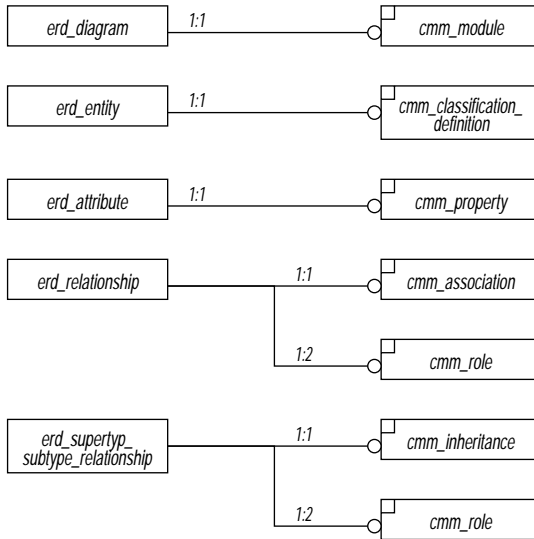 erd_diagram
1:1
cmm_module
erd_entity
1:1
cmm_classification_
definition
erd_attribute
1:1
cmm_property
erd_relationship
1:1
cmm_association
1:2
cmm_role
erd_supertyp_
subtype_relationship
1:1
cmm_inheritance
1:2
cmm_role